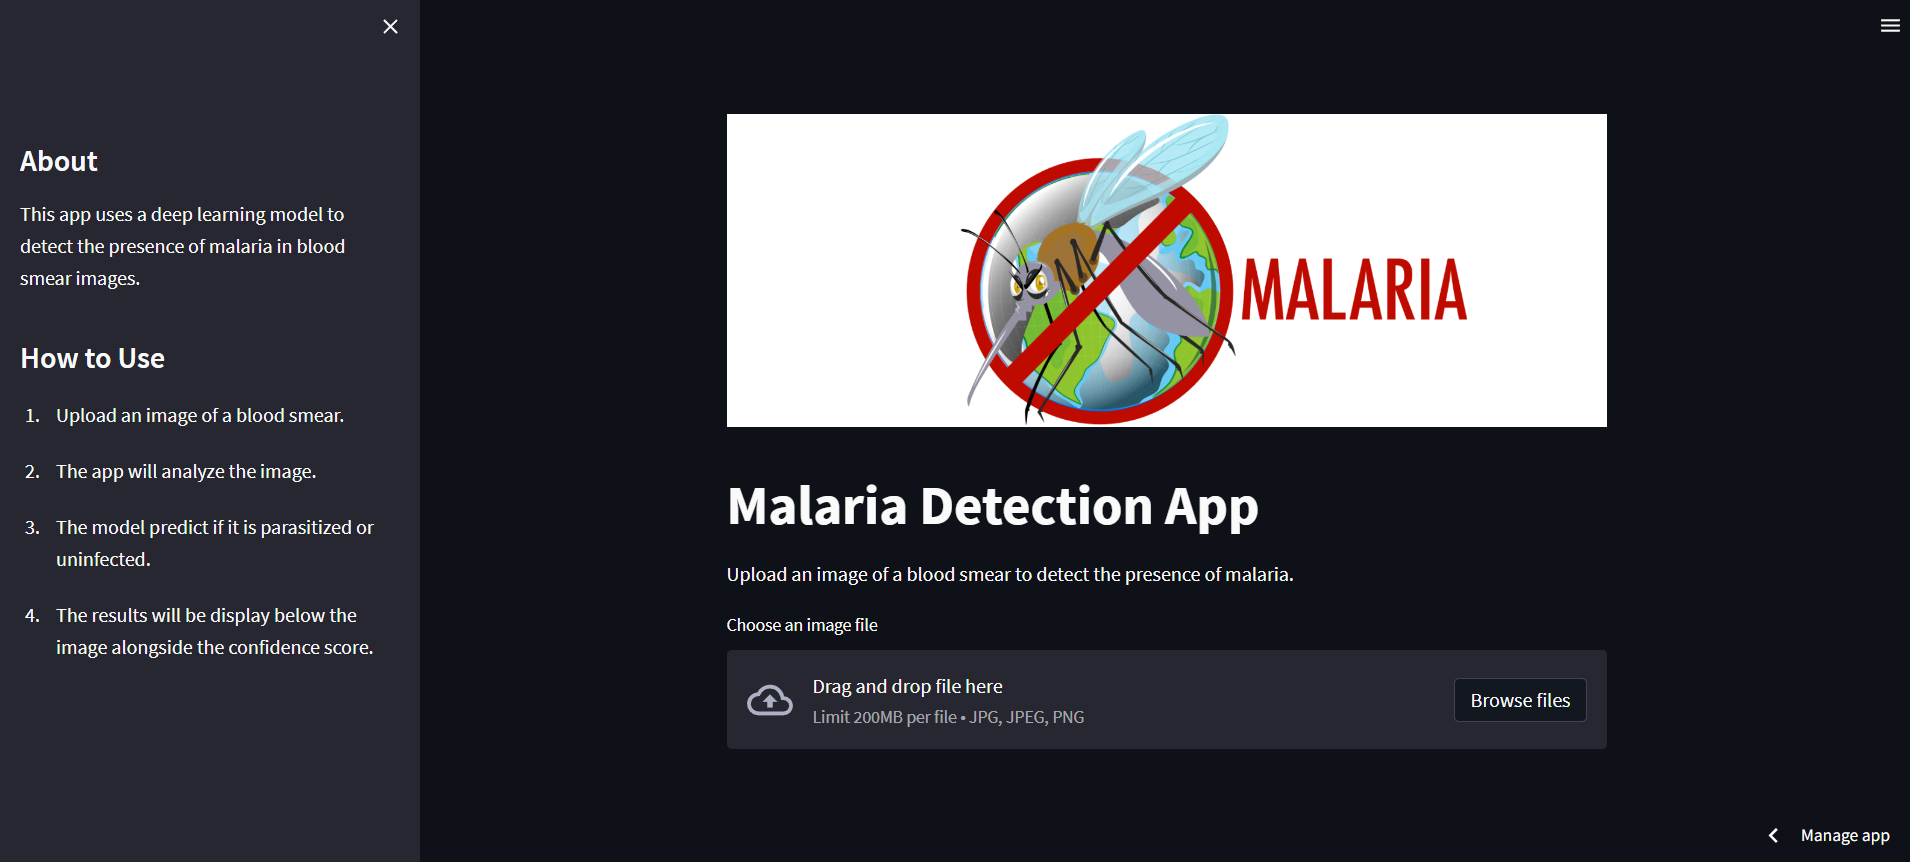 About
This app uses a deep learning model to
detect the presence of malaria in blood
smear images.
How to Use
1. Upload an image of a blood smear.
2. The app will analyze the image.
3. The model predict if it is parasitized or
uninfected.
4. The results will be display below the
image alongside the confidence score.
MALARIA
Malaria Detection App
Upload an image of a blood smear to detect the presence of malaria.
Choose an image file
Drag and drop file here
Limit 200MB per file • JPG, JPEG, PNG
Browse files
Manage app